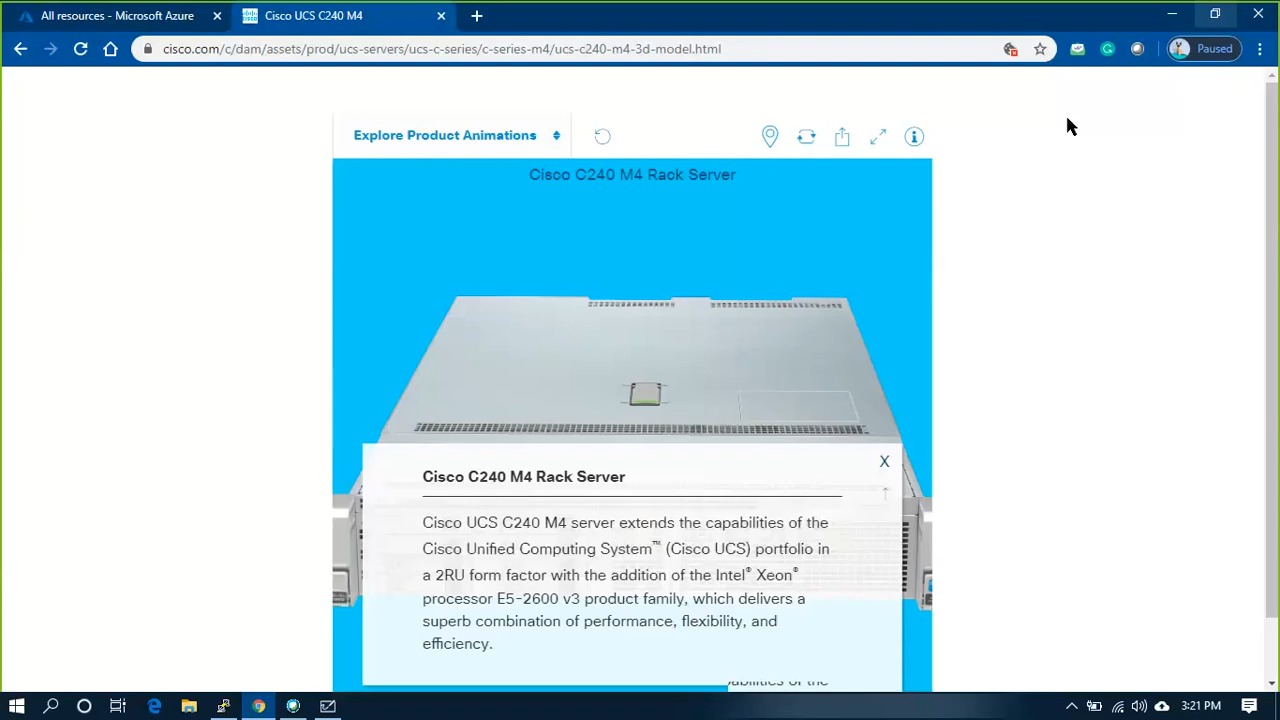 All resources - Microsoft Azure
Cisco UCS C240 M4
cisco.com/c/dam/assets/prod/ucs-servers/ucs-c-series/c-series-m4/ucs-c240-m4-3d-model.html
Paused
Explore Product Animations
Cisco C240 M4 Rack Server
X
Cisco C240 M4 Rack Server
Cisco UCS C240 M4 server extends the capabilities of the
Cisco Unified Computing System™ (Cisco UCS) portfolio in
a 2RU form factor with the addition of the Intel® Xeon®
processor E5-2600 v3 product family, which delivers a
superb combination of performance, flexibility, and
efficiency.
abilities of the
3:21 PM